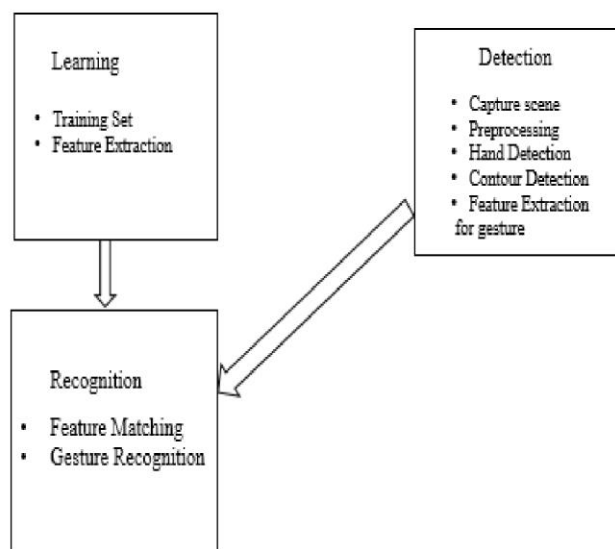 Learning
• Training Set
• Feature Extraction
Detection
• Capture scene
• Preprocessing
• Hand Detection
• Contour Detection
• Feature Extraction
for gesture
Recognition
• Feature Matching
• Gesture Recognition